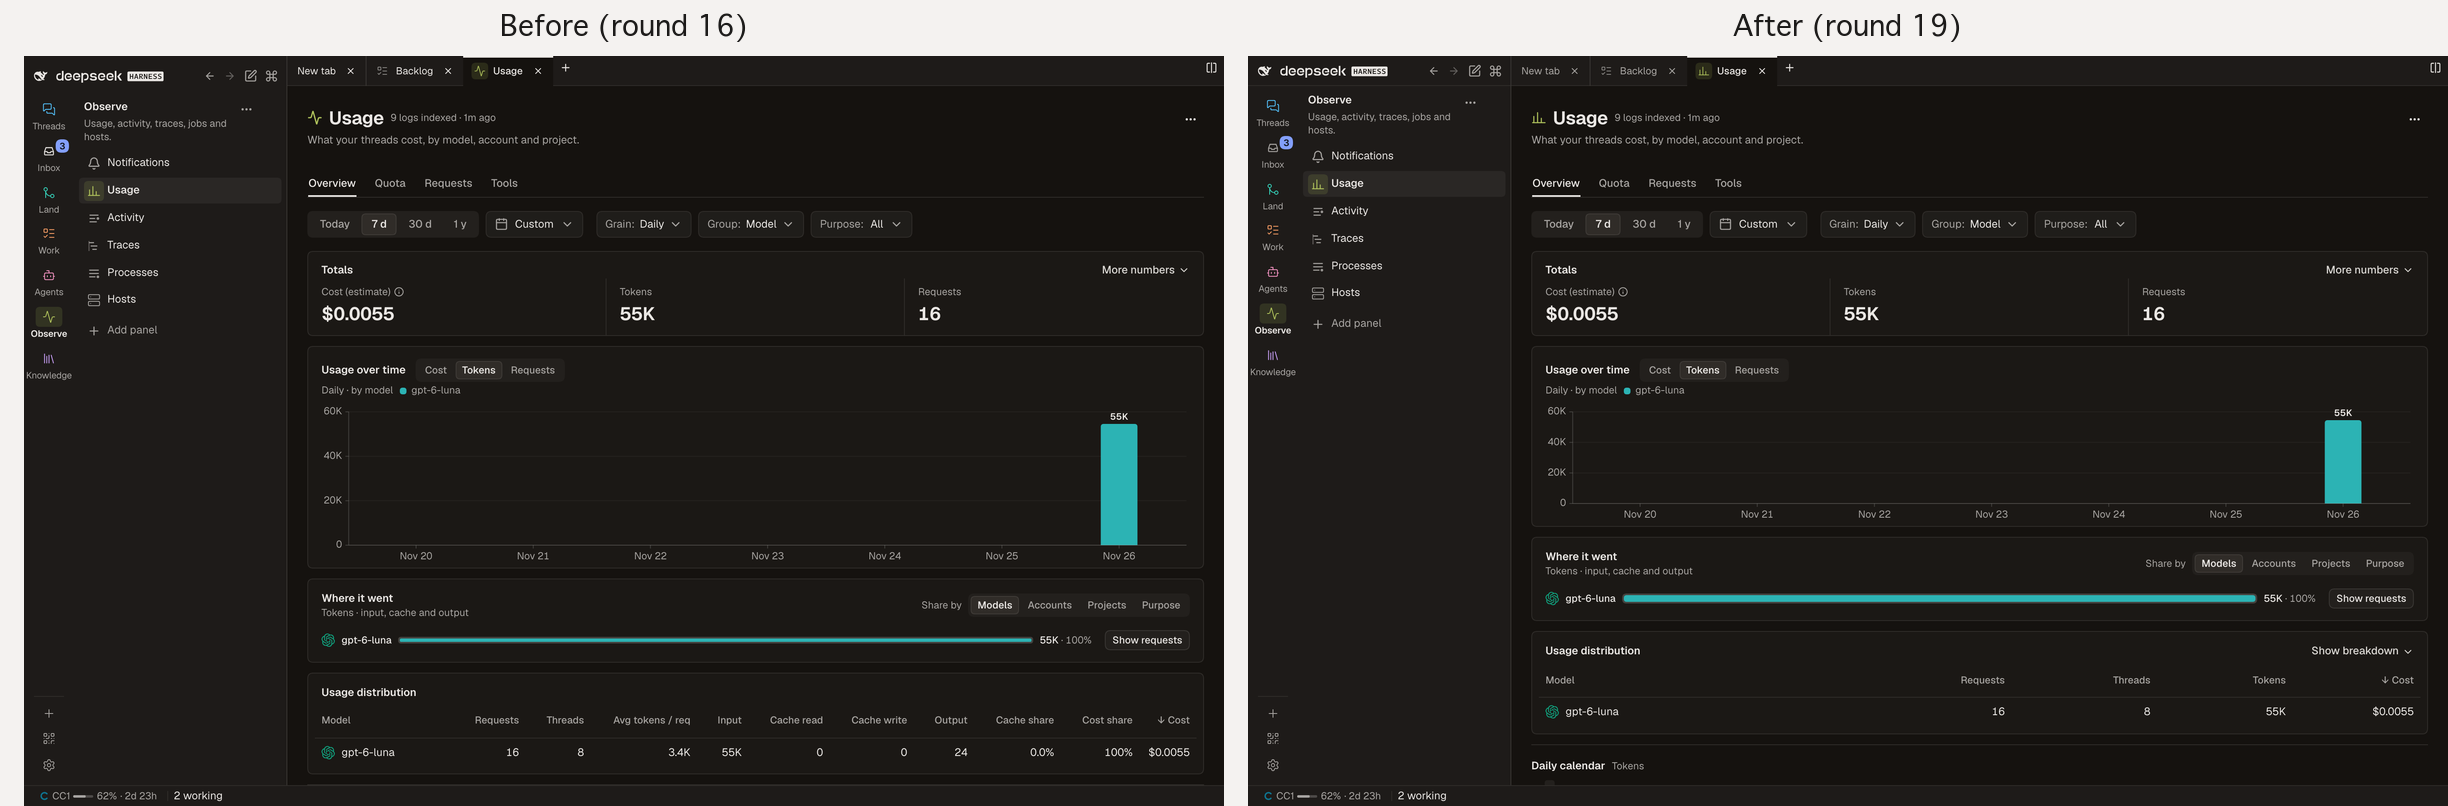 Before (round 16)
deepseek HARNESS
New tab
Backlog
Usage
Threads
3
Inbox
Land
Work
Agents
Observe
Knowledge
Observe
Usage, activity, traces, jobs and
hosts.
Notifications
Usage
Activity
Traces
Processes
Hosts
Add panel
Usage 9 logs indexed · 1m ago
What your threads cost, by model, account and project.
Overview Quota Requests Tools
Today 7 d 30 d 1 y Custom Grain: Daily Group: Model Purpose: All
Totals More numbers
Cost (estimate) Tokens Requests
$0.0055 55K 16
Usage over time Cost Tokens Requests
Daily · by model gpt-6-luna
60K
55K
40K
20K
0
Nov 20 Nov 21 Nov 22 Nov 23 Nov 24 Nov 25 Nov 26
Where it went
Tokens · input, cache and output
Share by Models Accounts Projects Purpose
gpt-6-luna 55K · 100% Show requests
Usage distribution
Model Requests Threads Avg tokens / req Input Cache read Cache write Output Cache share Cost share ↓ Cost
gpt-6-luna 16 8 3.4K 55K 0 0 24 0.0% 100% $0.0055
CC1 62% · 2d 23h 2 working
After (round 19)
deepseek HARNESS
New tab
Backlog
Usage
Threads
3
Inbox
Land
Work
Agents
Observe
Knowledge
Observe
Usage, activity, traces, jobs and
hosts.
Notifications
Usage
Activity
Traces
Processes
Hosts
Add panel
Usage 9 logs indexed · 1m ago
What your threads cost, by model, account and project.
Overview Quota Requests Tools
Today 7 d 30 d 1 y Custom Grain: Daily Group: Model Purpose: All
Totals More numbers
Cost (estimate) Tokens Requests
$0.0055 55K 16
Usage over time Cost Tokens Requests
Daily · by model gpt-6-luna
60K
55K
40K
20K
0
Nov 20 Nov 21 Nov 22 Nov 23 Nov 24 Nov 25 Nov 26
Where it went
Tokens · input, cache and output
Share by Models Accounts Projects Purpose
gpt-6-luna 55K · 100% Show requests
Usage distribution Show breakdown
Model Requests Threads Tokens ↓ Cost
gpt-6-luna 16 8 55K $0.0055
Daily calendar Tokens
CC1 62% · 2d 23h 2 working